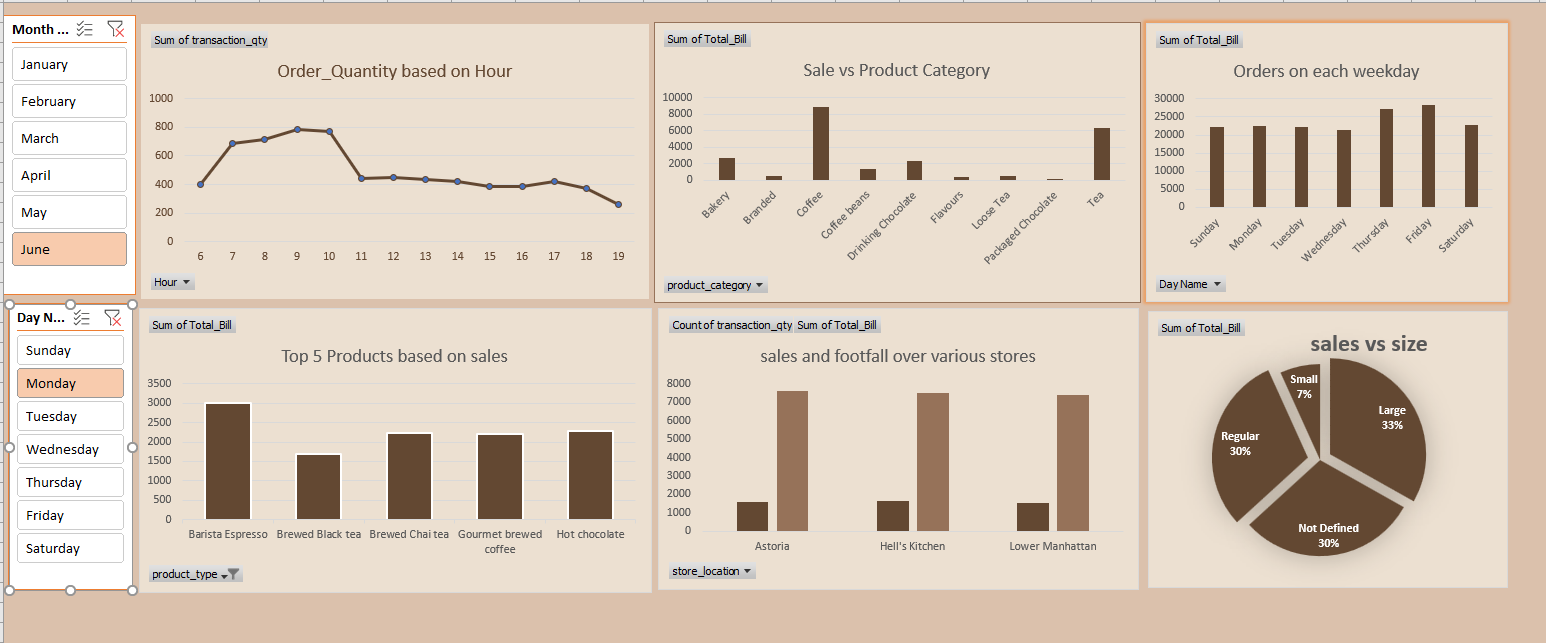 Month ...
January
February
March
April
May
June
Day N...
Sunday
Monday
Tuesday
Wednesday
Thursday
Friday
Saturday
Sum of transaction_qty
Order_Quantity based on Hour
1000
800
600
400
200
0
6 7 8 9 10 11 12 13 14 15 16 17 18 19
Hour
Sum of Total_Bill
Sale vs Product Category
10000
8000
6000
4000
2000
0
Bakery
Branded
Coffee
Coffee beans
Drinking Chocolate
Flavours
Loose Tea
Packaged Chocolate
Tea
product_category
Sum of Total_Bill
Orders on each weekday
30000
25000
20000
15000
10000
5000
0
Sunday
Monday
Tuesday
Wednesday
Thursday
Friday
Saturday
Day Name
Sum of Total_Bill
Top 5 Products based on sales
3500
3000
2500
2000
1500
1000
500
0
Barista Espresso Brewed Black tea Brewed Chai tea Gourmet brewed Hot chocolate
coffee
product_type
Count of transaction_qty Sum of Total_Bill
sales and footfall over various stores
8000
7000
6000
5000
4000
3000
2000
1000
0
Astoria Hell's Kitchen Lower Manhattan
store_location
Sum of Total_Bill
sales vs size
Small
7%
Large
33%
Regular
30%
Not Defined
30%